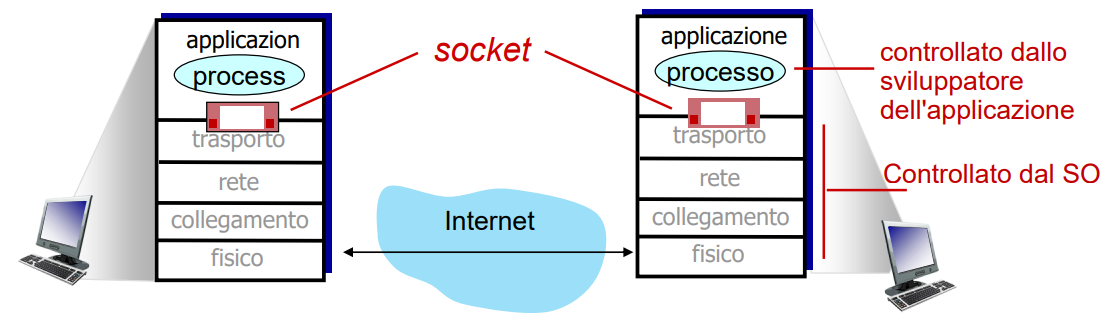 applicazion
process
trasporto
rete
collegamento
fisico
socket
Internet
applicazione
processo
trasporto
rete
collegamento
fisico
controllato dallo
sviluppatore
dell'applicazione
Controllato dal SO